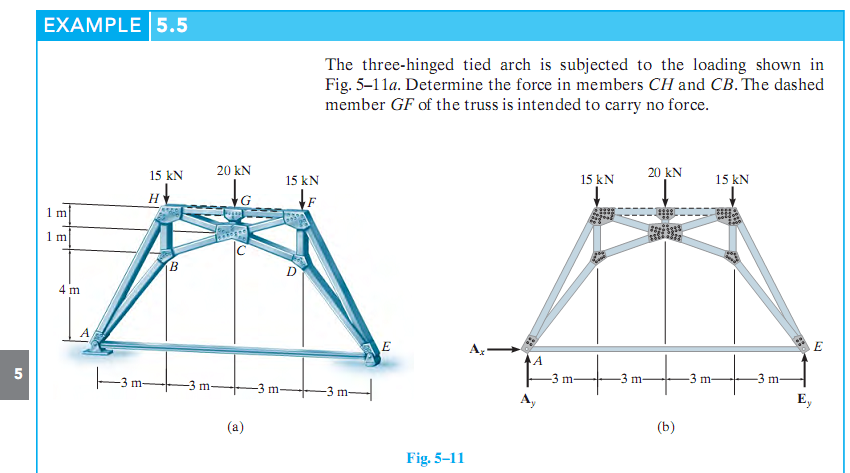 EXAMPLE 5.5
The three-hinged tied arch is subjected to the loading shown in
Fig. 5–11a. Determine the force in members CH and CB. The dashed
member GF of the truss is intended to carry no force.
15 kN
20 kN
15 kN
H
G
F
1 m
1 m
C
B
D
4 m
A
E
3 m
3 m
3 m
3 m
(a)
15 kN
20 kN
15 kN
Ax
A
E
3 m
3 m
3 m
3 m
Ay
Ey
(b)
5
Fig. 5–11